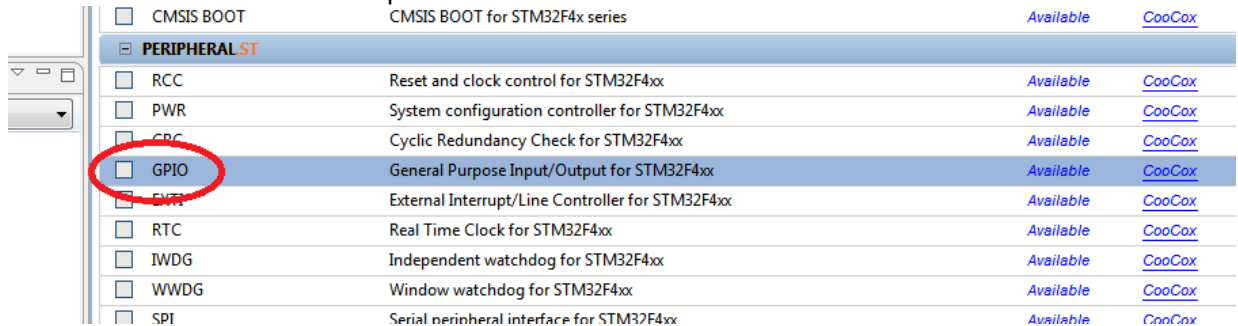 CMSIS BOOT CMSIS BOOT for STM32F4x series Available CooCox
PERIPHERAL.ST
RCC Reset and clock control for STM32F4xx Available CooCox
PWR System configuration controller for STM32F4xx Available CooCox
CRC Cyclic Redundancy Check for STM32F4xx Available CooCox
GPIO General Purpose Input/Output for STM32F4xx Available CooCox
EXTI External Interrupt/Line Controller for STM32F4xx Available CooCox
RTC Real Time Clock for STM32F4xx Available CooCox
IWDG Independent watchdog for STM32F4xx Available CooCox
WWDG Window watchdog for STM32F4xx Available CooCox
SPI Serial peripheral interface for STM32F4xx Available CooCox